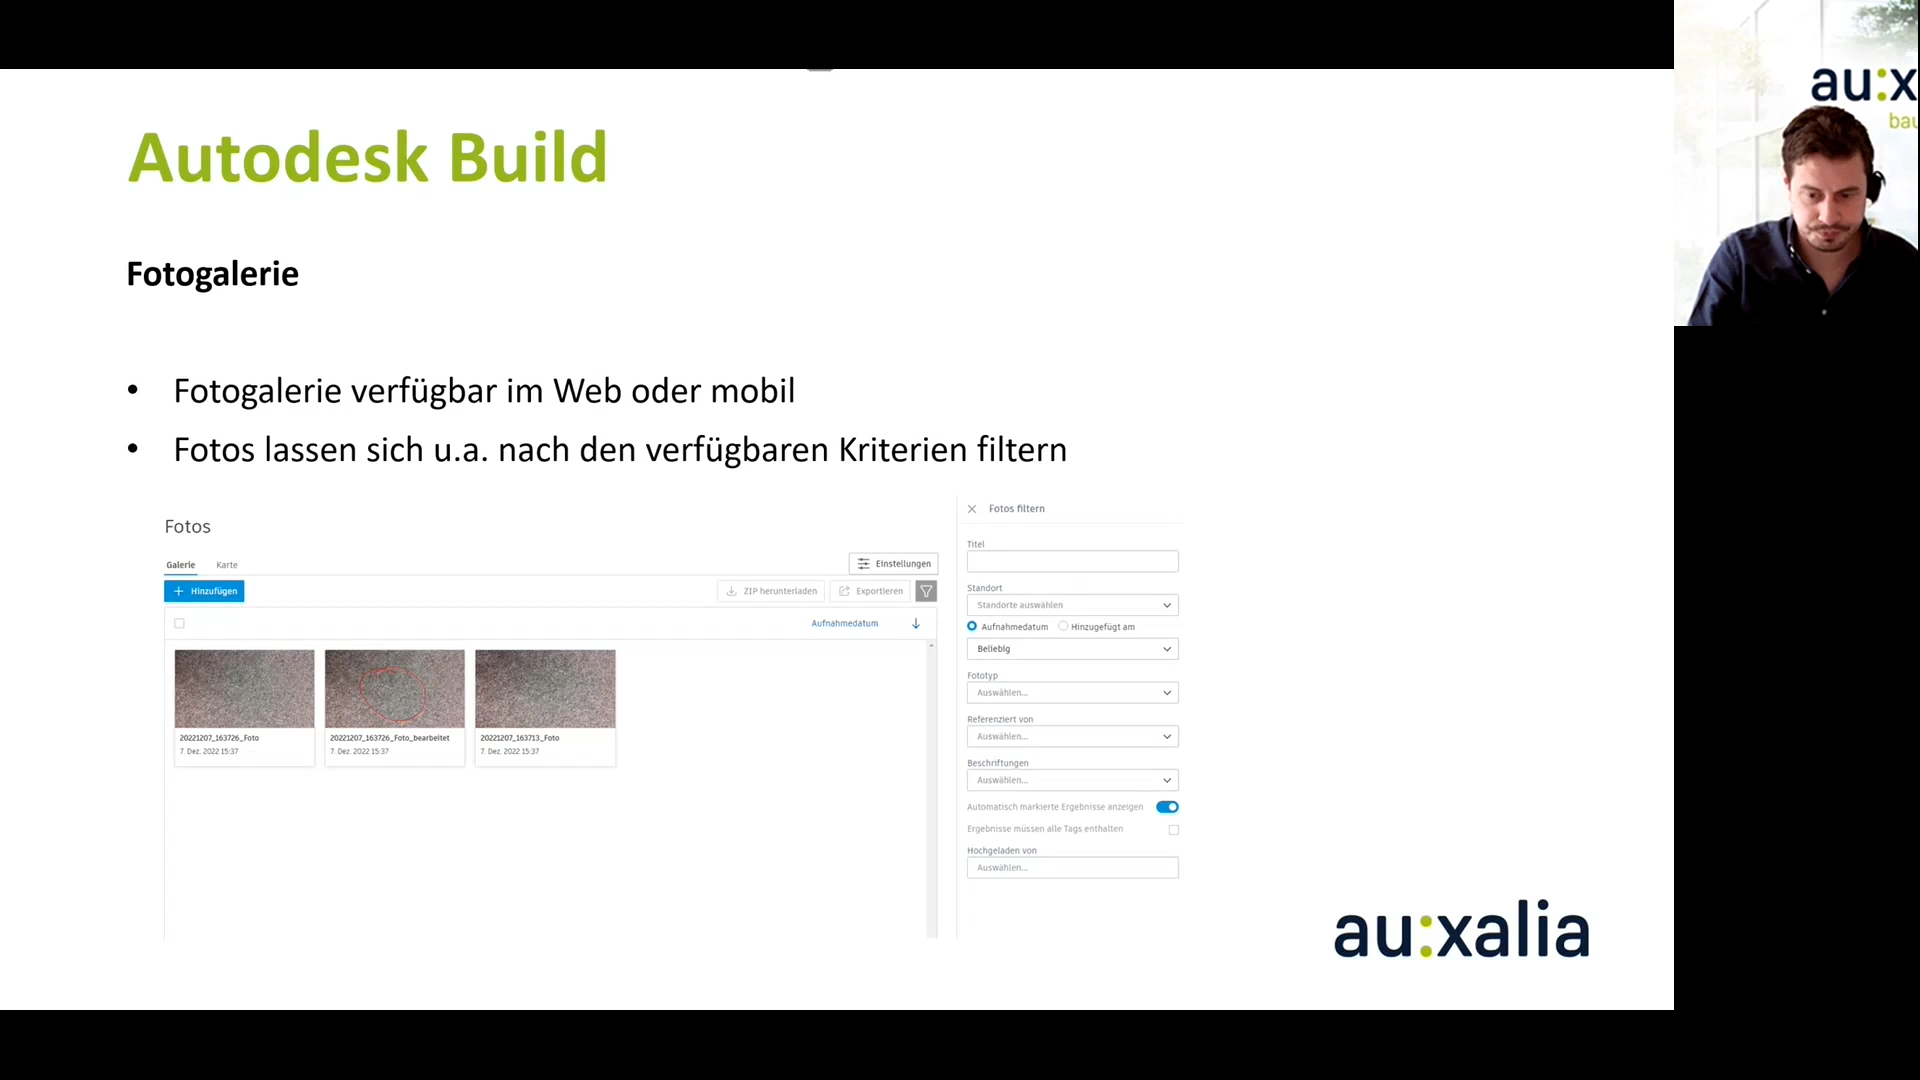 au:x
bau
Autodesk Build
Fotogalerie
• Fotogalerie verfügbar im Web oder mobil
• Fotos lassen sich u.a. nach den verfügbaren Kriterien filtern
Fotos
Galerie Karte
Einstellungen
Hinzufügen
ZIP herunterladen
Exportieren
Aufnahmedatum
20221207_163726_Foto
7. Dez. 2022 15:37
20221207_163726_Foto_bearbeitet
7. Dez. 2022 15:37
20221207_163713_Foto
7. Dez. 2022 15:37
Fotos filtern
Titel
Standort
Standorte auswählen
Aufnahmedatum Hinzugefügt am
Beliebig
Fototyp
Auswählen...
Referenziert von
Auswählen...
Beschriftungen
Auswählen...
Automatisch markierte Ergebnisse anzeigen
Ergebnisse müssen alle Tags enthalten
Hochgeladen von
Auswählen...
au:xalia